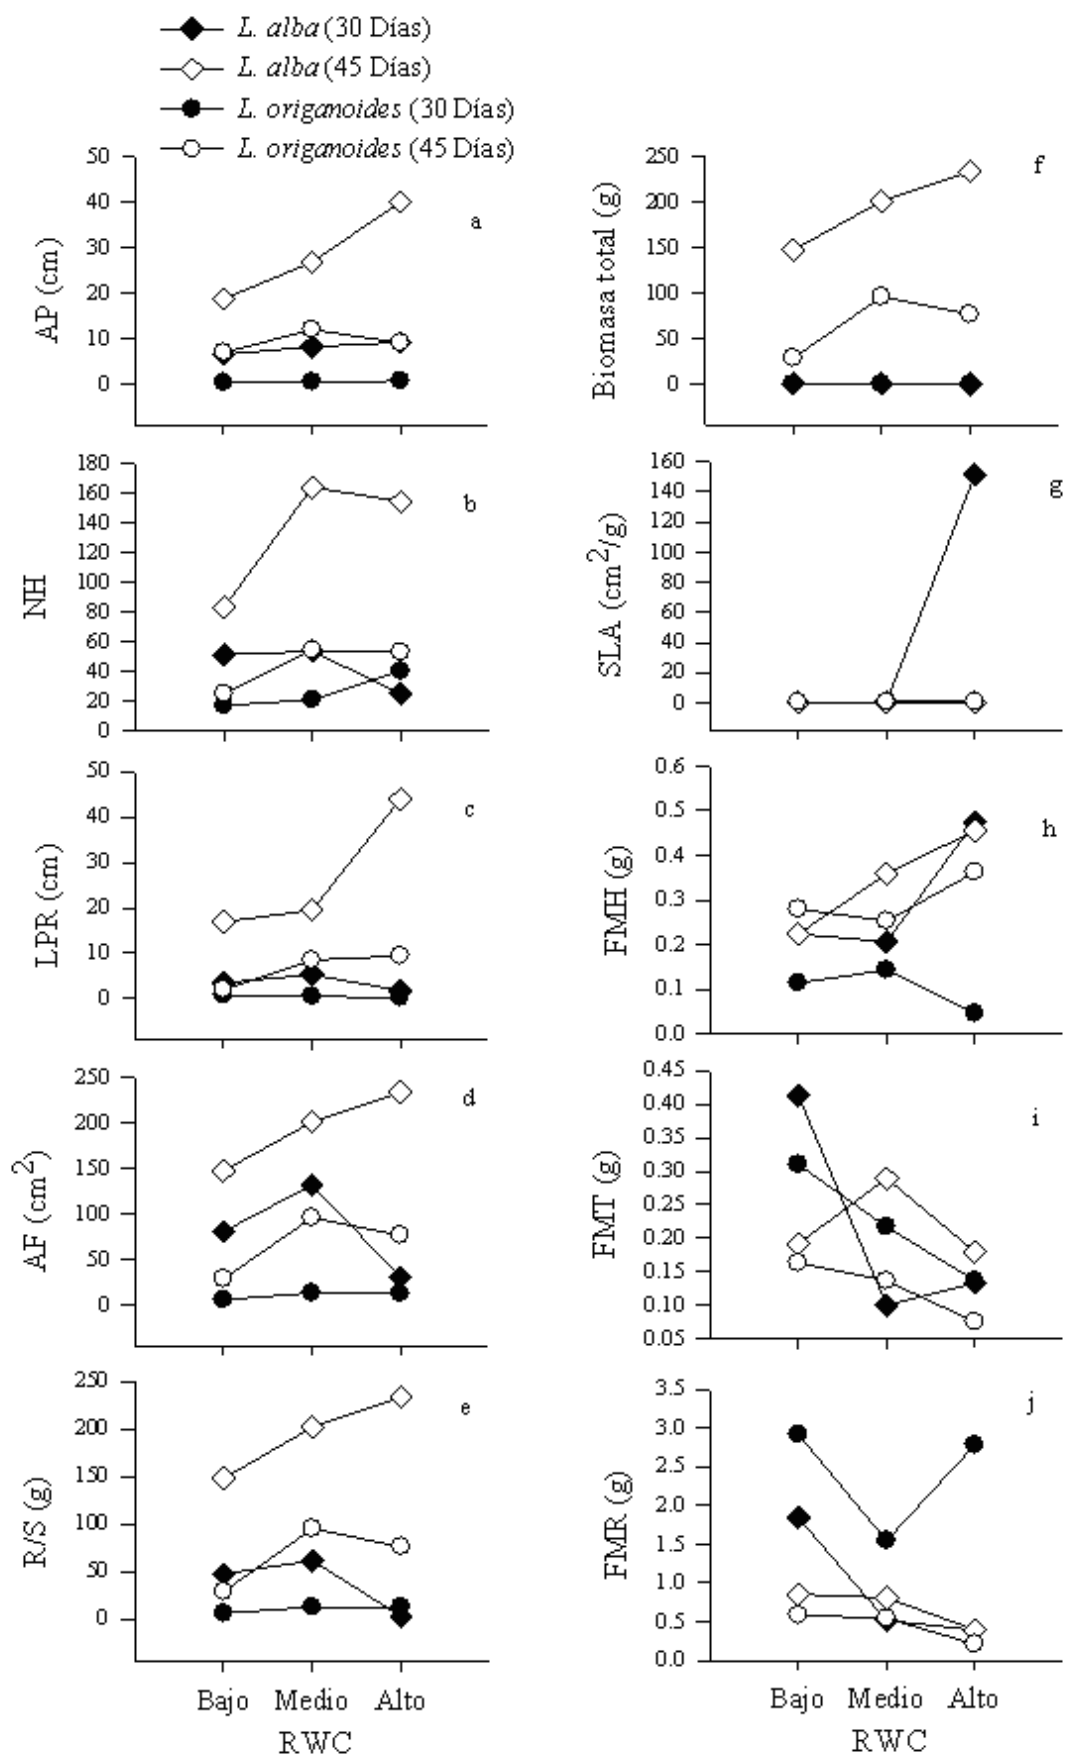 L. alba (30 Días)
L. alba (45 Días)
L. origanoides (30 Días)
L. origanoides (45 Días)
AP (cm)
50
40
30
20
10
0
a
NH
180
160
140
120
100
80
60
40
20
0
b
LPR (cm)
50
40
30
20
10
0
c
AF (cm²)
250
200
150
100
50
0
d
R/S (g)
250
200
150
100
50
0
e
Bajo Medio Alto
RWC
Biomasa total (g)
250
200
150
100
50
0
f
SLA (cm²/g)
160
140
120
100
80
60
40
20
0
g
FMH (g)
0.6
0.5
0.4
0.3
0.2
0.1
0.0
h
FMT (g)
0.45
0.40
0.35
0.30
0.25
0.20
0.15
0.10
0.05
i
FMR (g)
3.5
3.0
2.5
2.0
1.5
1.0
0.5
0.0
j
Bajo Medio Alto
RWC